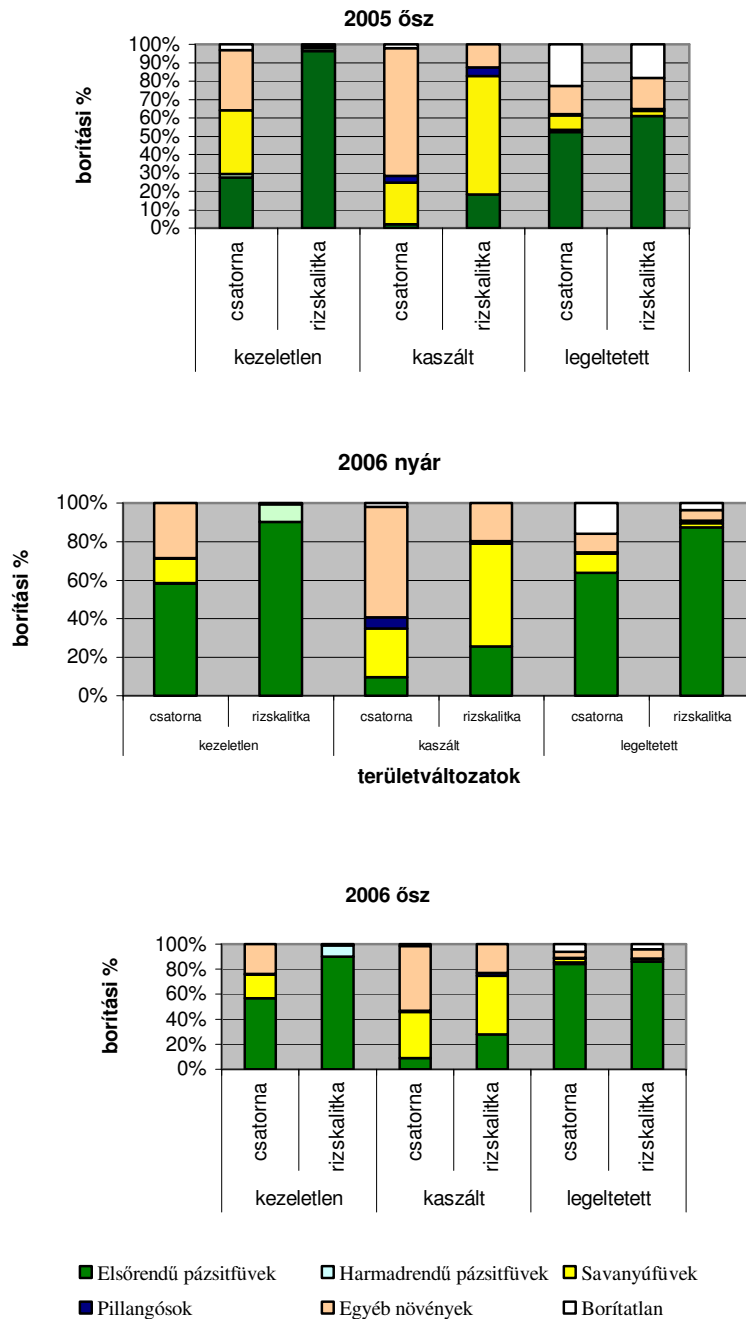 2005 ősz
borítási %
100%
90%
80%
70%
60%
50%
40%
30%
20%
10%
0%
csatorna
rizskalitka
csatorna
rizskalitka
csatorna
rizskalitka
kezeletlen
kaszált
legeltetett
2006 nyár
borítási %
100%
80%
60%
40%
20%
0%
csatorna rizskalitka csatorna rizskalitka csatorna rizskalitka
kezeletlen kaszált legeltetett
területváltozatok
2006 ősz
borítási %
100%
80%
60%
40%
20%
0%
csatorna
rizskalitka
csatorna
rizskalitka
csatorna
rizskalitka
kezeletlen kaszált legeltetett
Elsőrendű pázsitfüvek Harmadrendű pázsitfüvek Savanyúfüvek
Pillangósok Egyéb növények Borítatlan